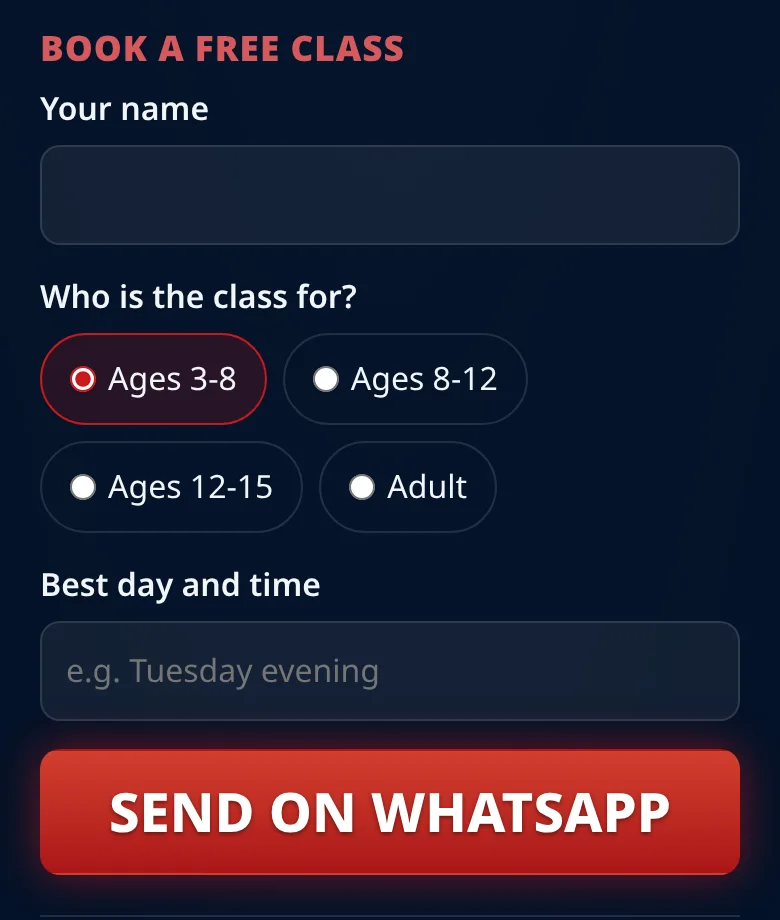 BOOK A FREE CLASS
Your name
Who is the class for?
Ages 3-8 Ages 8-12
Ages 12-15 Adult
Best day and time
e.g. Tuesday evening
SEND ON WHATSAPP